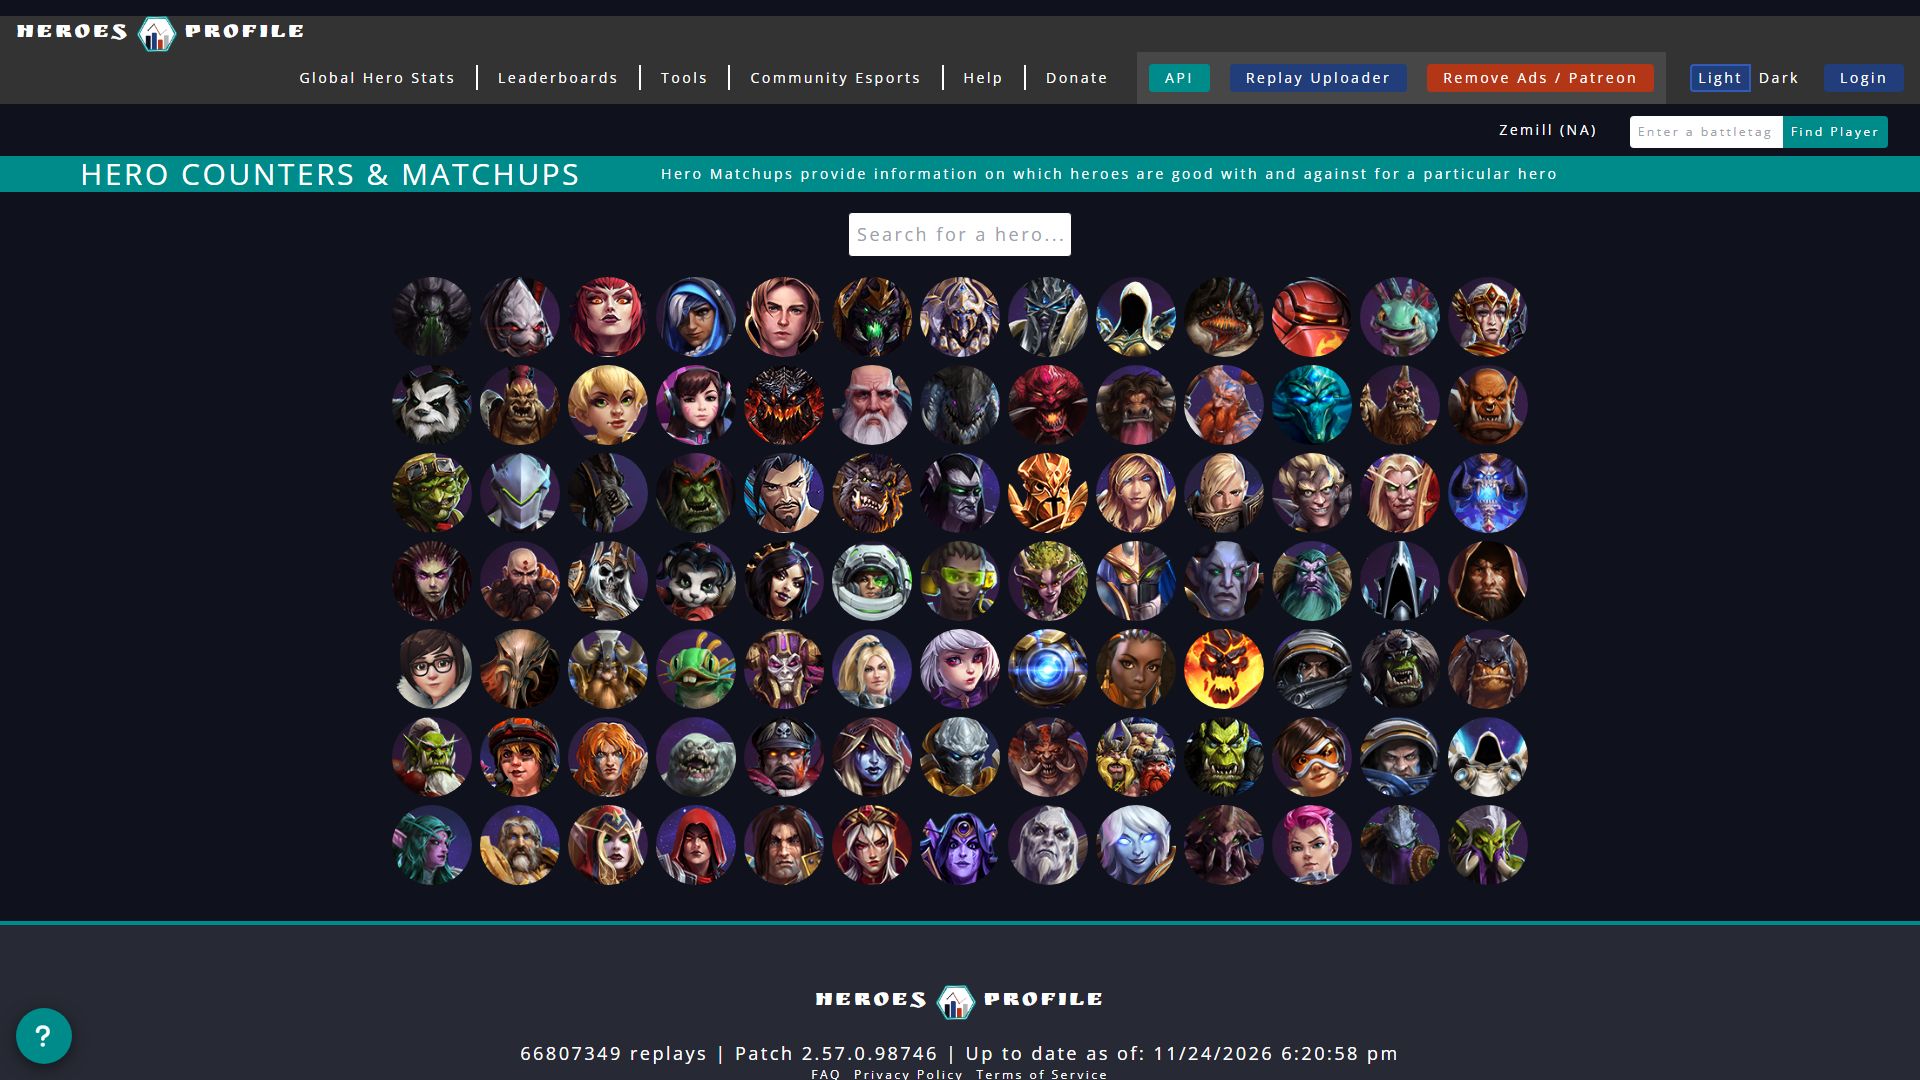 HEROES PROFILE
Global Hero Stats
Leaderboards
Tools
Community Esports
Help
Donate
API
Replay Uploader
Remove Ads / Patreon
Light
Dark
Login
Zemill (NA)
Enter a battletag
Find Player
HERO COUNTERS & MATCHUPS
Hero Matchups provide information on which heroes are good with and against for a particular hero
Search for a hero...
HEROES PROFILE
?
66807349 replays | Patch 2.57.0.98746 | Up to date as of: 11/24/2026 6:20:58 pm
FAQ Privacy Policy Terms of Service